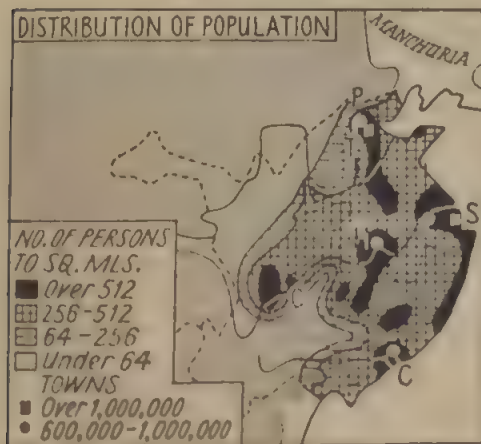 DISTRIBUTION OF POPULATION
MANCHURIA
P
S
C
NO. OF PERSONS
TO SQ. MLS.
Over 512
256-512
64-256
Under 64
TOWNS
Over 1,000,000
600,000-1,000,000